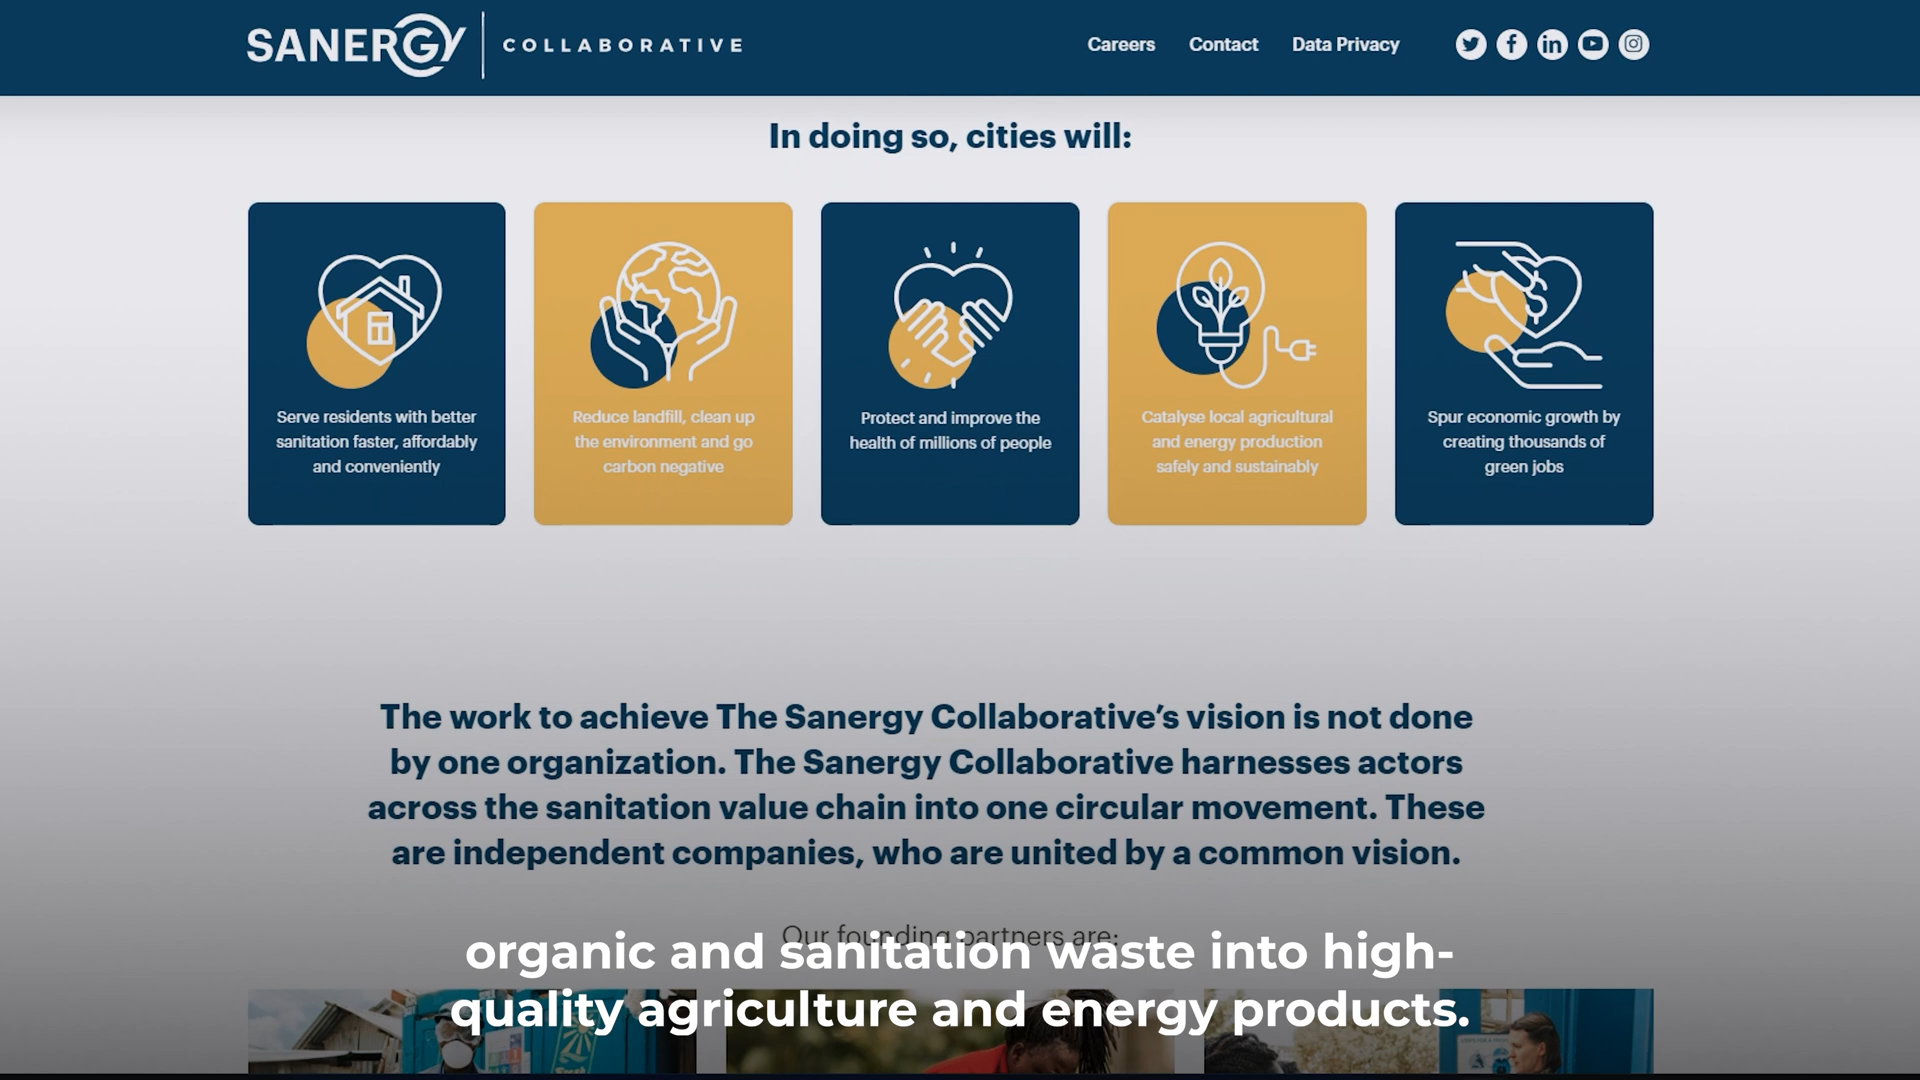 SANERGY COLLABORATIVE
Careers Contact Data Privacy
In doing so, cities will:
Serve residents with better
sanitation faster, affordably
and conveniently
Reduce landfill, clean up
the environment and go
carbon negative
Protect and improve the
health of millions of people
Catalyse local agricultural
and energy production
safely and sustainably
Spur economic growth by
creating thousands of
green jobs
The work to achieve The Sanergy Collaborative’s vision is not done
by one organization. The Sanergy Collaborative harnesses actors
across the sanitation value chain into one circular movement. These
are independent companies, who are united by a common vision.
Our founding partners are:
organic and sanitation waste into high-
quality agriculture and energy products.